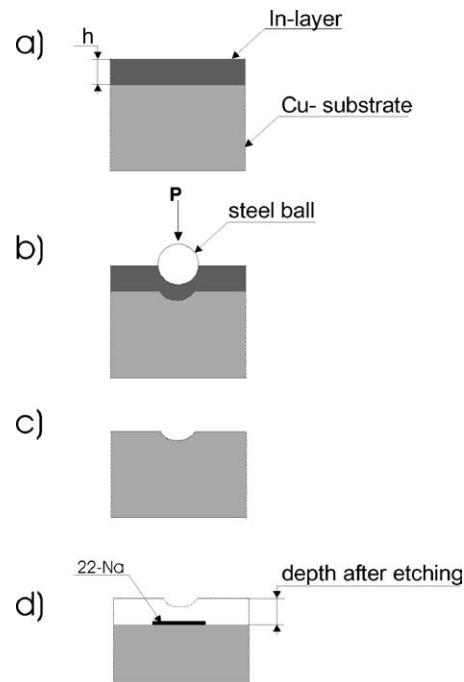 a)
h
In-layer
Cu- substrate
P
steel ball
b)
c)
22-Na
depth after etching
d)